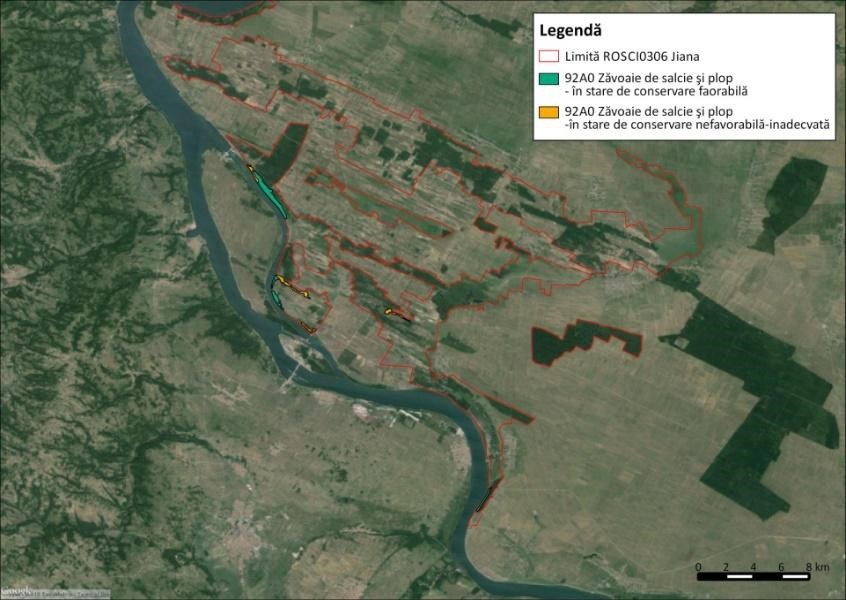 Legendă
Limită ROSCI0306 Jiana
92A0 Zăvoaie de salcie şi plop
- în stare de conservare faorabilă
92A0 Zăvoaie de salcie şi plop
-în stare de conservare nefavorabilă-inadecvată
0 2 4 6 8 km
Google